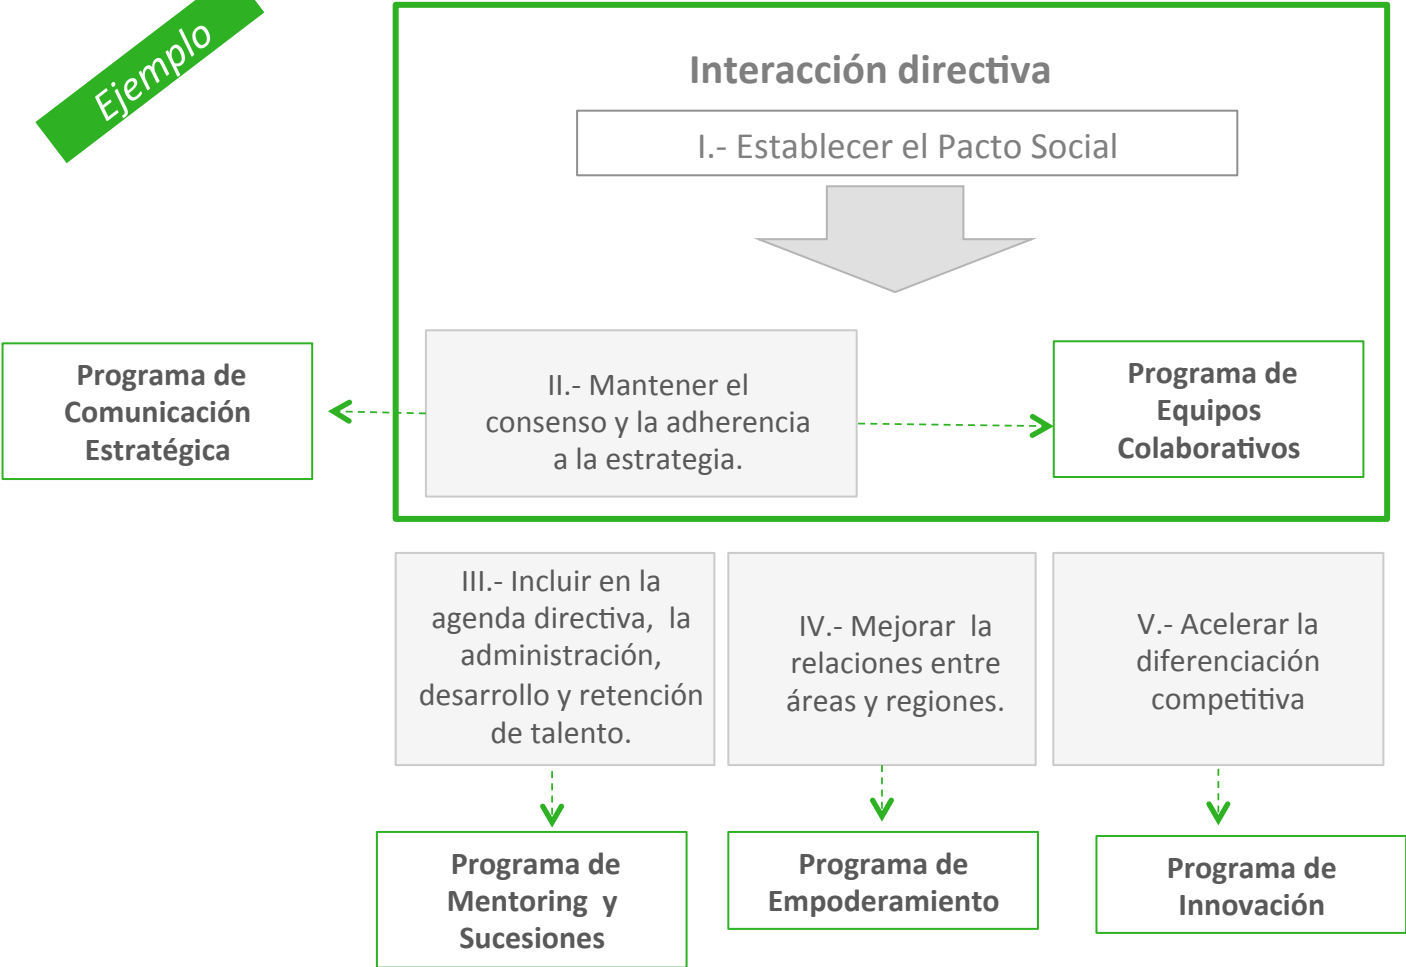 Ejemplo
Interacción directiva
I.- Establecer el Pacto Social
Programa de
Comunicación
Estratégica
II.- Mantener el
consenso y la adherencia
a la estrategia.
Programa de
Equipos
Colaborativos
III.- Incluir en la
agenda directiva, la
administración,
desarrollo y retención
de talento.
IV.- Mejorar la
relaciones entre
áreas y regiones.
V.- Acelerar la
diferenciación
competitiva
Programa de
Mentoring y
Sucesiones
Programa de
Empoderamiento
Programa de
Innovación